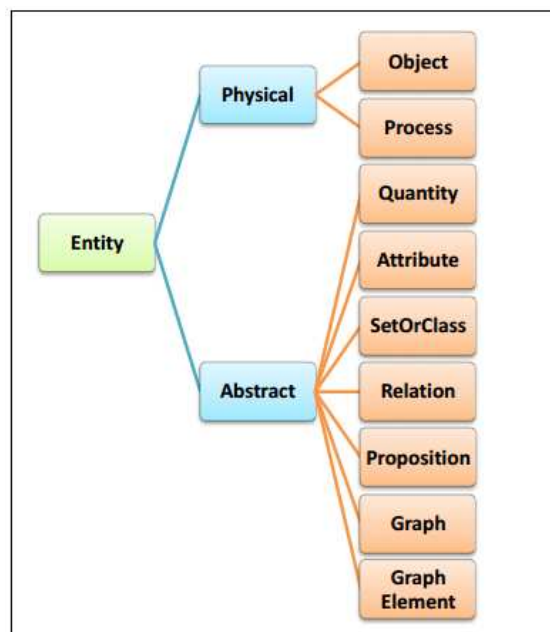 Entity
Physical
Object
Process
Abstract
Quantity
Attribute
SetOrClass
Relation
Proposition
Graph
Graph
Element